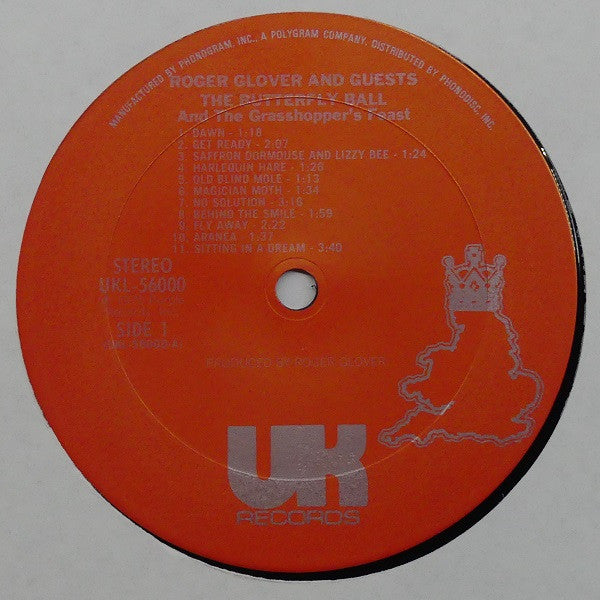 MANUFACTURED BY PHONOGRAM, INC., A POLYGRAM COMPANY. DISTRIBUTED BY PHONODISC, INC.
ROGER GLOVER AND GUESTS
THE BUTTERFLY BALL
And The Grasshopper's Feast
1. DAWN - 1:18
2. GET READY - 2:07
3. SAFFRON DORMOUSE AND LIZZY BEE - 1:24
4. HARLEQUIN HARE - 1:26
5. OLD BLIND MOLE - 1:13
6. MAGICIAN MOTH - 1:34
7. NO SOLUTION - 3:16
8. BEHIND THE SMILE - 1:59
9. FLY AWAY - 2:22
10. ARANEA - 1:37
11. SITTING IN A DREAM - 3:40
STEREO
UKL-56000
SIDE 1
PRODUCED BY ROGER GLOVER
UK
RECORDS